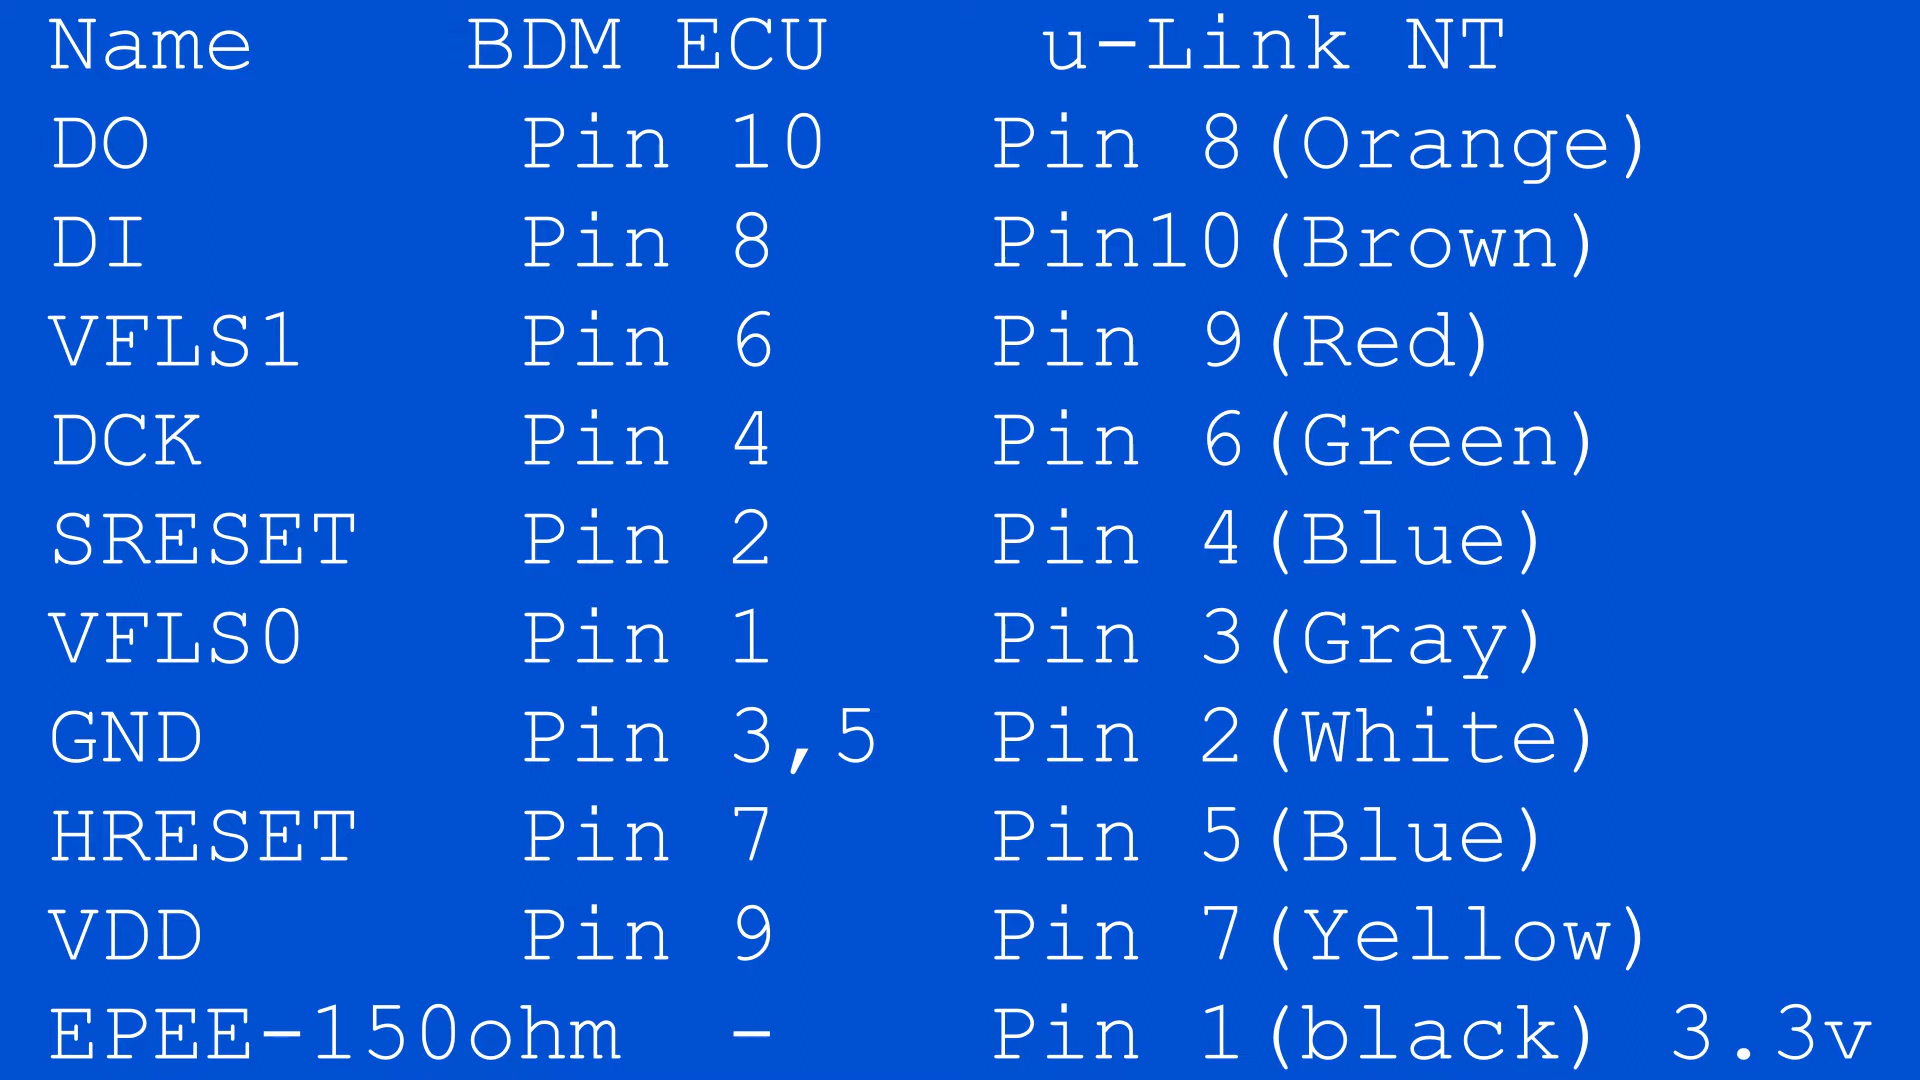 Name BDM ECU u-Link NT
DO Pin 10 Pin 8(Orange)
DI Pin 8 Pin10(Brown)
VFLS1 Pin 6 Pin 9(Red)
DCK Pin 4 Pin 6(Green)
SRESET Pin 2 Pin 4(Blue)
VFLS0 Pin 1 Pin 3(Gray)
GND Pin 3,5 Pin 2(White)
HRESET Pin 7 Pin 5(Blue)
VDD Pin 9 Pin 7(Yellow)
EPEE-150ohm - Pin 1(black) 3.3v